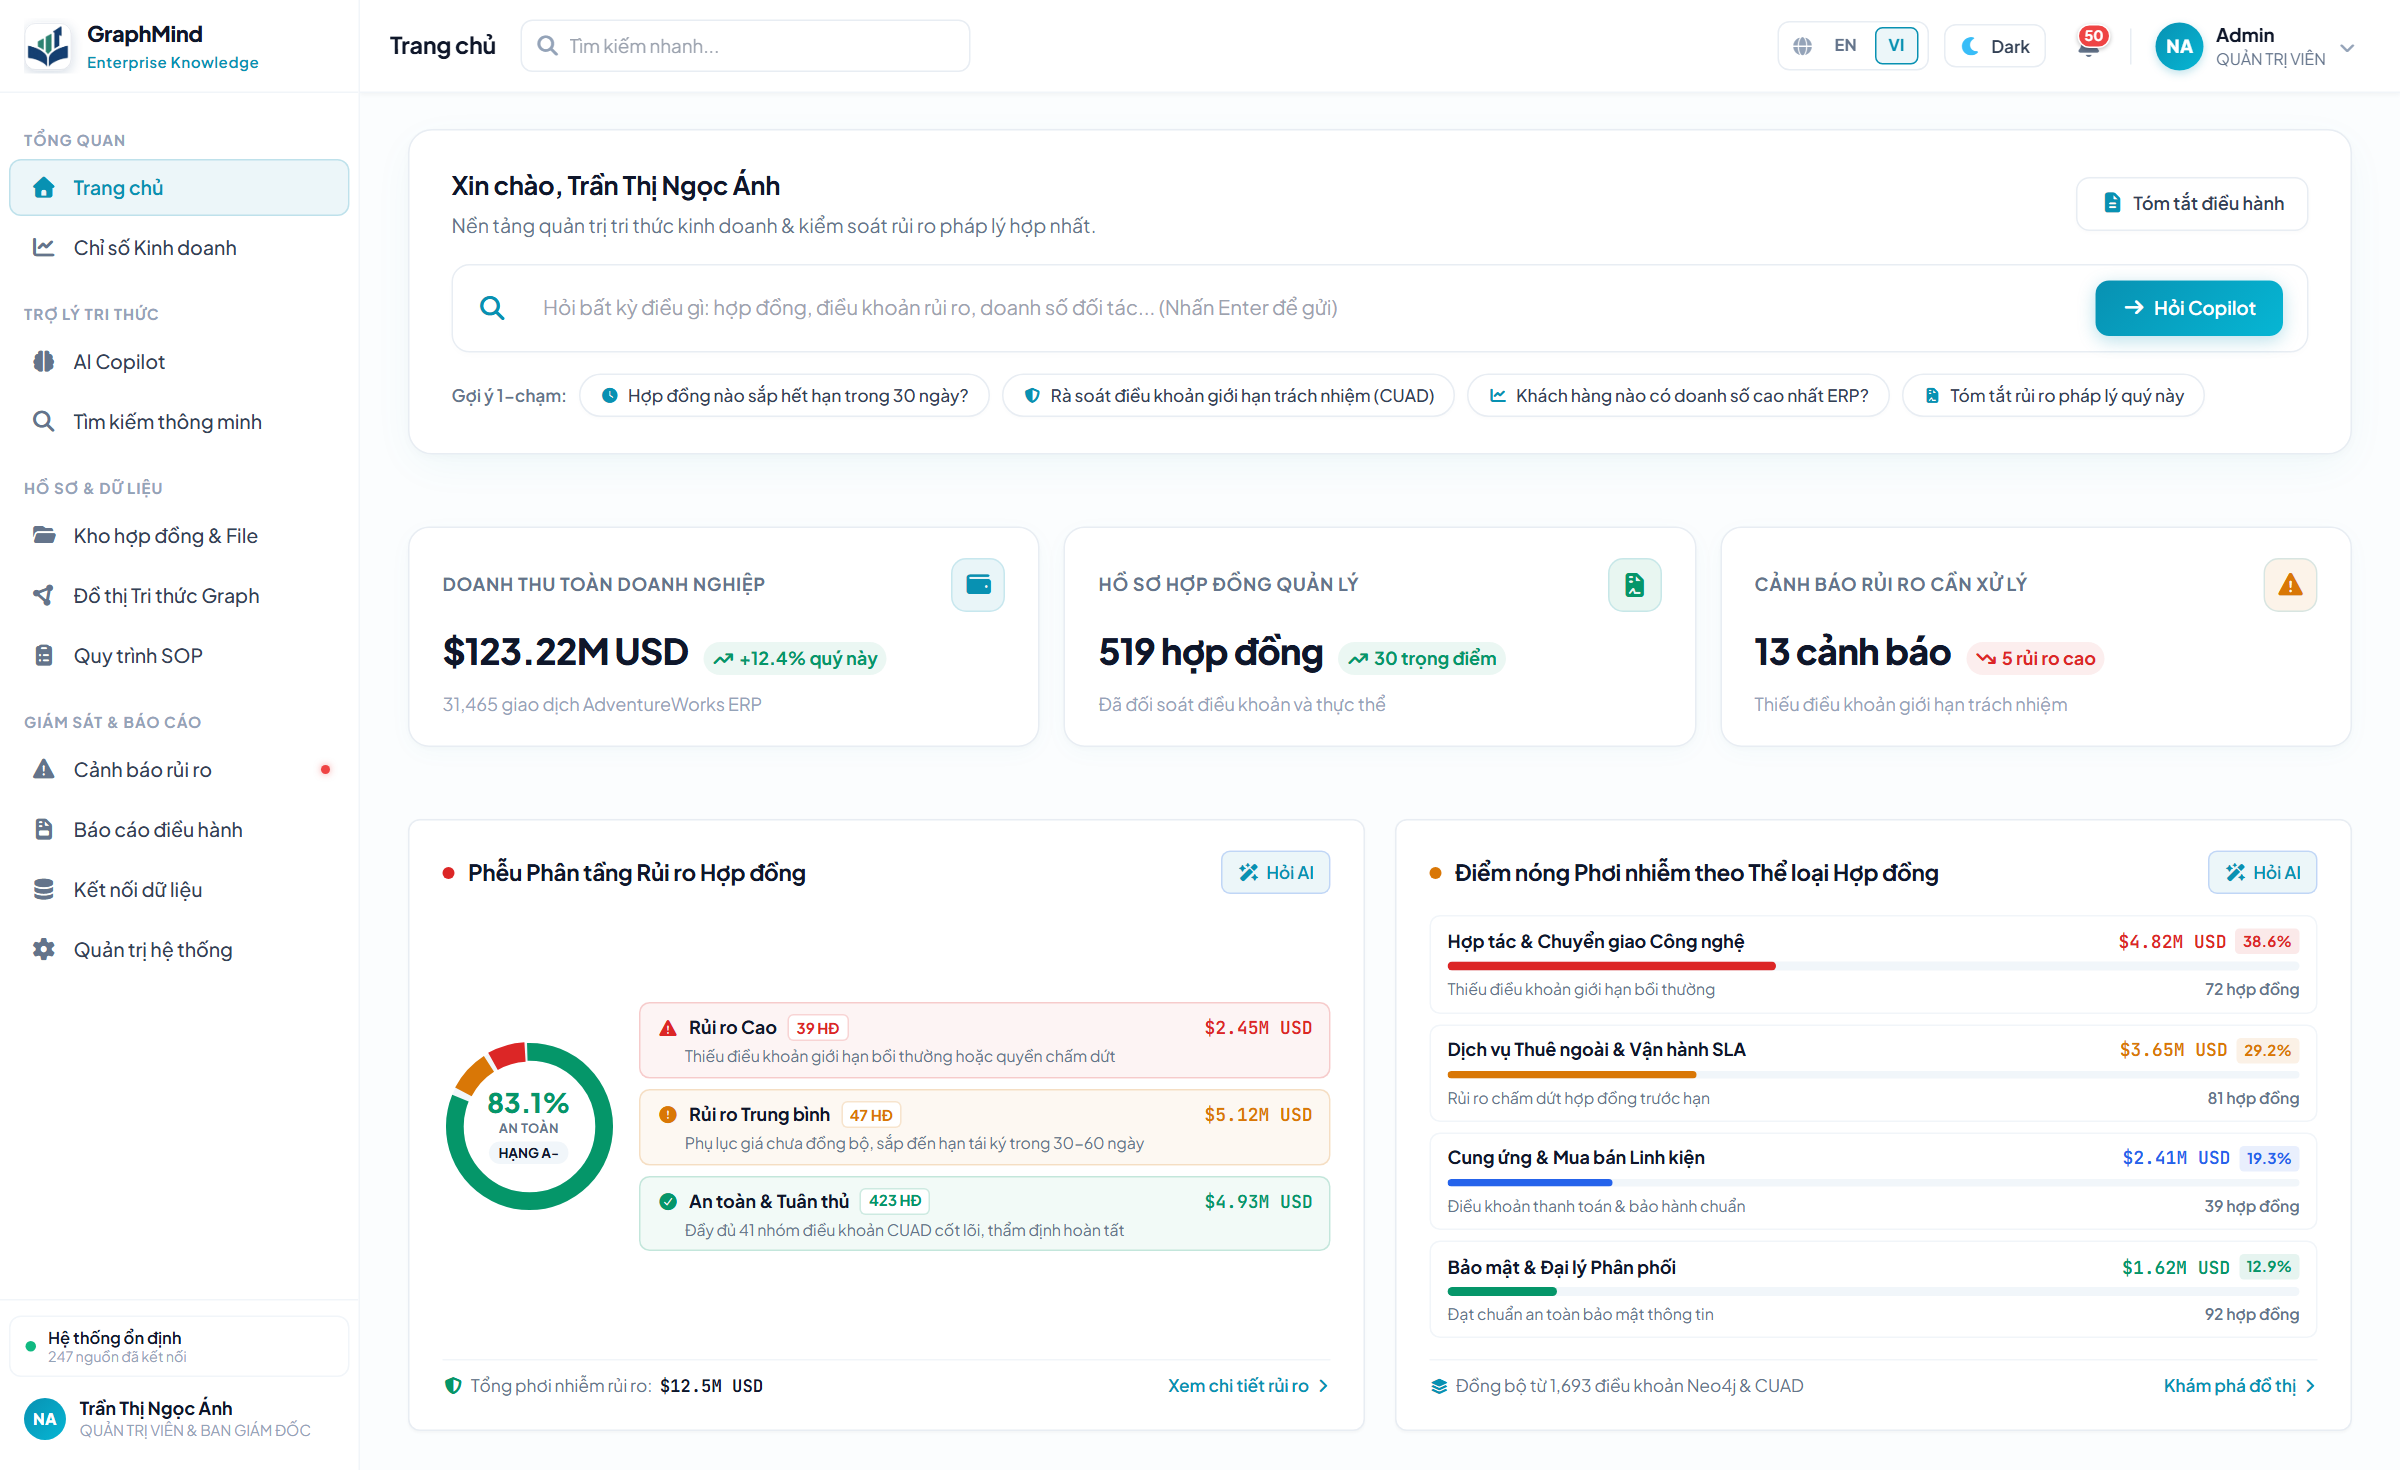 GraphMind
Enterprise Knowledge
Trang chủ
Tìm kiếm nhanh...
EN
VI
Dark
50
NA
Admin
QUẢN TRỊ VIÊN
TỔNG QUAN
Trang chủ
Chỉ số Kinh doanh
TRỢ LÝ TRI THỨC
AI Copilot
Tìm kiếm thông minh
HỒ SƠ & DỮ LIỆU
Kho hợp đồng & File
Đồ thị Tri thức Graph
Quy trình SOP
GIÁM SÁT & BÁO CÁO
Cảnh báo rủi ro
Báo cáo điều hành
Kết nối dữ liệu
Quản trị hệ thống
Hệ thống ổn định
247 nguồn đã kết nối
NA
Trần Thị Ngọc Ánh
QUẢN TRỊ VIÊN & BAN GIÁM ĐỐC
Xin chào, Trần Thị Ngọc Ánh
Nền tảng quản trị tri thức kinh doanh & kiểm soát rủi ro pháp lý hợp nhất.
Tóm tắt điều hành
Hỏi bất kỳ điều gì: hợp đồng, điều khoản rủi ro, doanh số đối tác... (Nhấn Enter để gửi)
Hỏi Copilot
Gợi ý 1-chạm:
Hợp đồng nào sắp hết hạn trong 30 ngày?
Rà soát điều khoản giới hạn trách nhiệm (CUAD)
Khách hàng nào có doanh số cao nhất ERP?
Tóm tắt rủi ro pháp lý quý này
DOANH THU TOÀN DOANH NGHIỆP
$123.22M USD
+12.4% quý này
31,465 giao dịch AdventureWorks ERP
HỒ SƠ HỢP ĐỒNG QUẢN LÝ
519 hợp đồng
30 trọng điểm
Đã đối soát điều khoản và thực thể
CẢNH BÁO RỦI RO CẦN XỬ LÝ
13 cảnh báo
5 rủi ro cao
Thiếu điều khoản giới hạn trách nhiệm
Phễu Phân tầng Rủi ro Hợp đồng
Hỏi AI
83.1%
AN TOÀN
HẠNG A-
Rủi ro Cao
39 HĐ
$2.45M USD
Thiếu điều khoản giới hạn bồi thường hoặc quyền chấm dứt
Rủi ro Trung bình
47 HĐ
$5.12M USD
Phụ lục giá chưa đồng bộ, sắp đến hạn tái ký trong 30-60 ngày
An toàn & Tuân thủ
423 HĐ
$4.93M USD
Đầy đủ 41 nhóm điều khoản CUAD cốt lõi, thẩm định hoàn tất
Tổng phơi nhiễm rủi ro: $12.5M USD
Xem chi tiết rủi ro
Điểm nóng Phơi nhiễm theo Thể loại Hợp đồng
Hỏi AI
Hợp tác & Chuyển giao Công nghệ
$4.82M USD
38.6%
Thiếu điều khoản giới hạn bồi thường
72 hợp đồng
Dịch vụ Thuê ngoài & Vận hành SLA
$3.65M USD
29.2%
Rủi ro chấm dứt hợp đồng trước hạn
81 hợp đồng
Cung ứng & Mua bán Linh kiện
$2.41M USD
19.3%
Điều khoản thanh toán & bảo hành chuẩn
39 hợp đồng
Bảo mật & Đại lý Phân phối
$1.62M USD
12.9%
Đạt chuẩn an toàn bảo mật thông tin
92 hợp đồng
Đồng bộ từ 1,693 điều khoản Neo4j & CUAD
Khám phá đồ thị